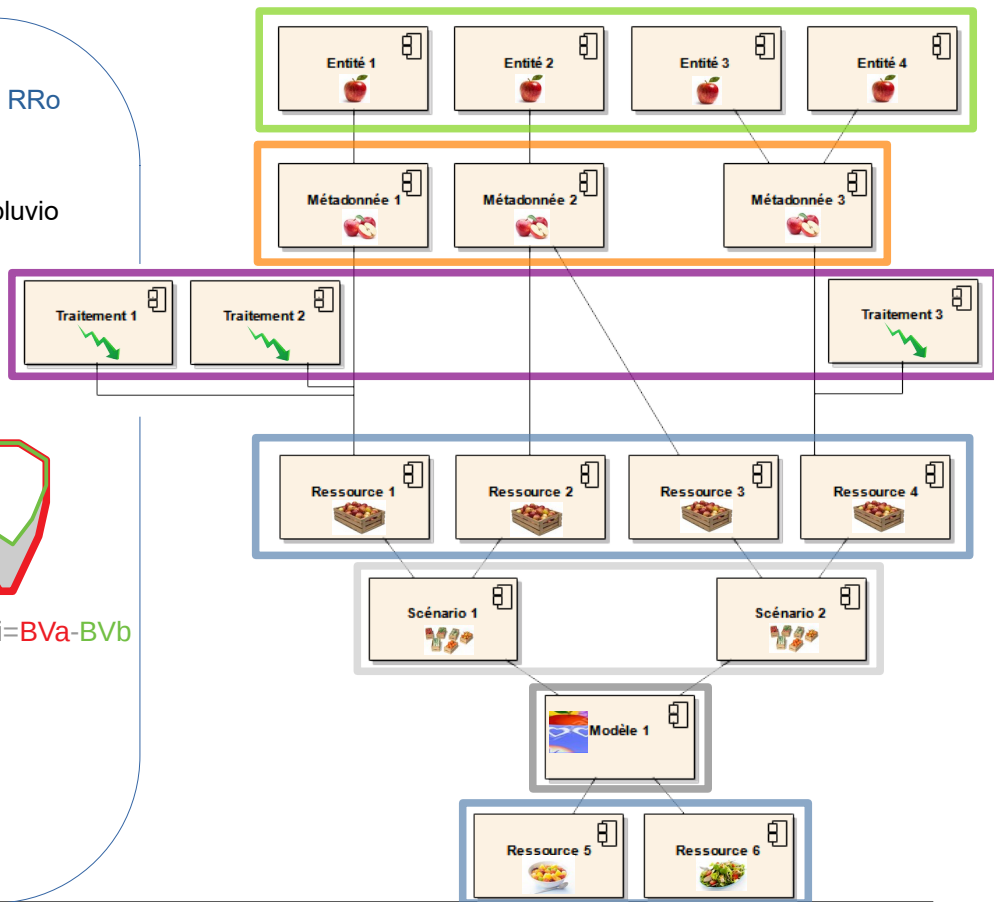 RRo
Entité 1
Entité 2
Entité 3
Entité 4
Métadonnée 1
Métadonnée 2
Métadonnée 3
Traitement 1
Traitement 2
Traitement 3
Ressource 1
Ressource 2
Ressource 3
Ressource 4
=BVa-BVb
Scénario 1
Scénario 2
Modèle 1
Ressource 5
Ressource 6